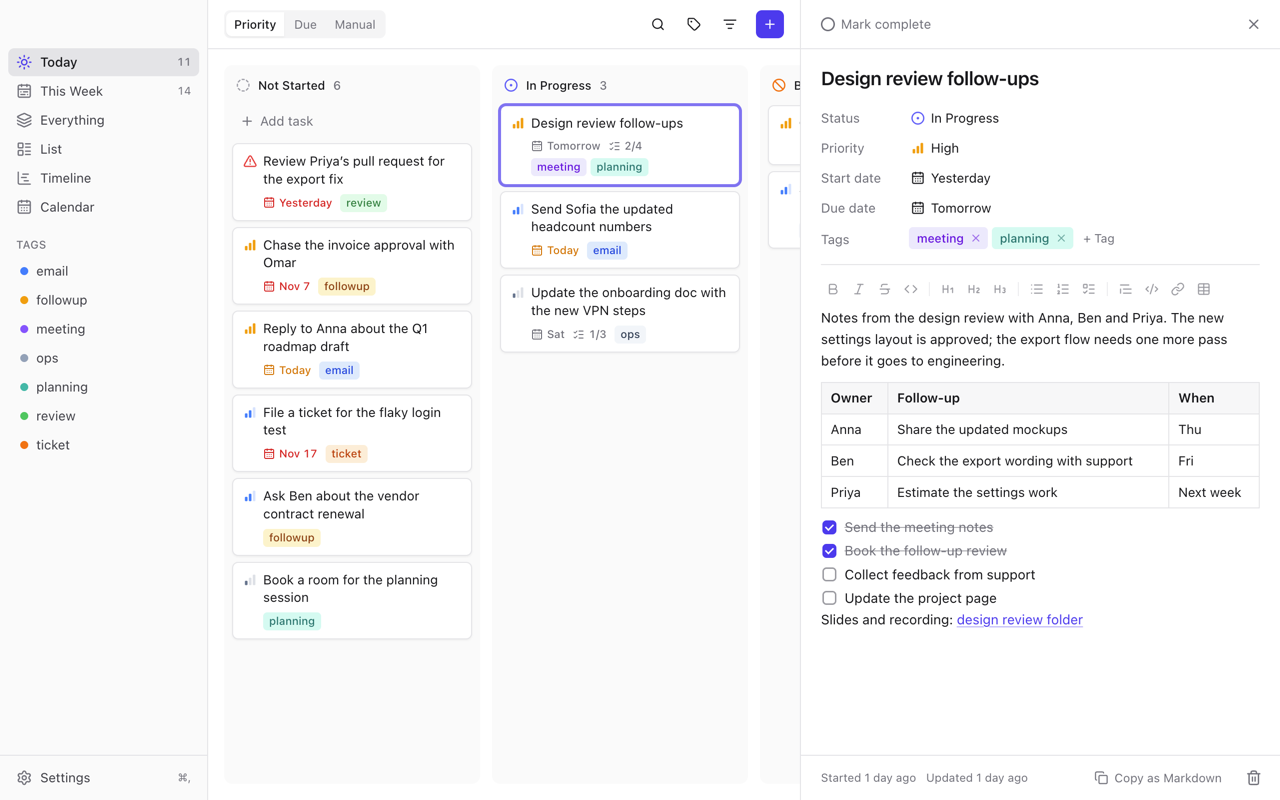 Today 11
This Week 14
Everything
List
Timeline
Calendar
TAGS
email
followup
meeting
ops
planning
review
ticket
Settings ⌘,
Priority Due Manual
Not Started 6
Add task
Review Priya's pull request for
the export fix
Yesterday review
Chase the invoice approval with
Omar
Nov 7 followup
Reply to Anna about the Q1
roadmap draft
Today email
File a ticket for the flaky login
test
Nov 17 ticket
Ask Ben about the vendor
contract renewal
followup
Book a room for the planning
session
planning
In Progress 3
Design review follow-ups
Tomorrow 2/4
meeting planning
Send Sofia the updated
headcount numbers
Today email
Update the onboarding doc with
the new VPN steps
Sat 1/3 ops
Mark complete
Design review follow-ups
Status In Progress
Priority High
Start date Yesterday
Due date Tomorrow
Tags meeting planning + Tag
B I S H1 H2 H3
Notes from the design review with Anna, Ben and Priya. The new
settings layout is approved; the export flow needs one more pass
before it goes to engineering.
Owner Follow-up When
Anna Share the updated mockups Thu
Ben Check the export wording with support Fri
Priya Estimate the settings work Next week
Send the meeting notes
Book the follow-up review
Collect feedback from support
Update the project page
Slides and recording: design review folder
Started 1 day ago Updated 1 day ago Copy as Markdown